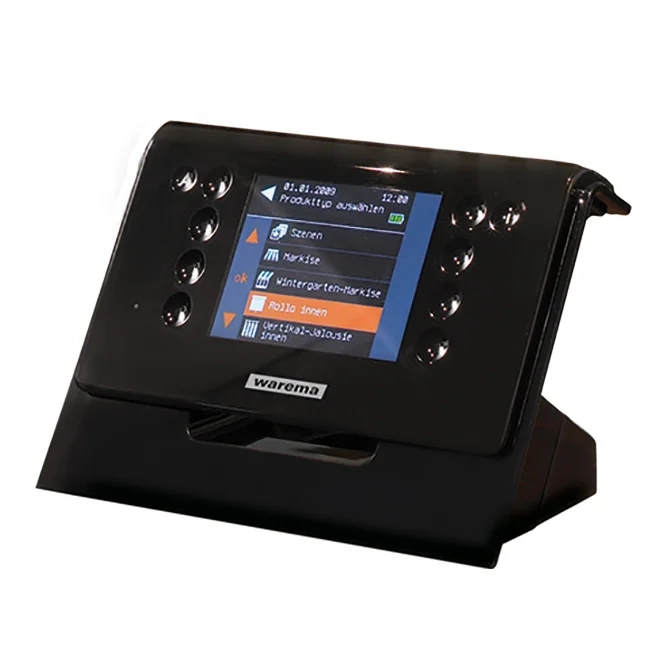 A
01.01.2009 12:00
Produkttyp auswählen
Szenen
Markise
ok
Wintergarten-Markise
Rollo innen
Vertikal-Jalousie
innen
warema